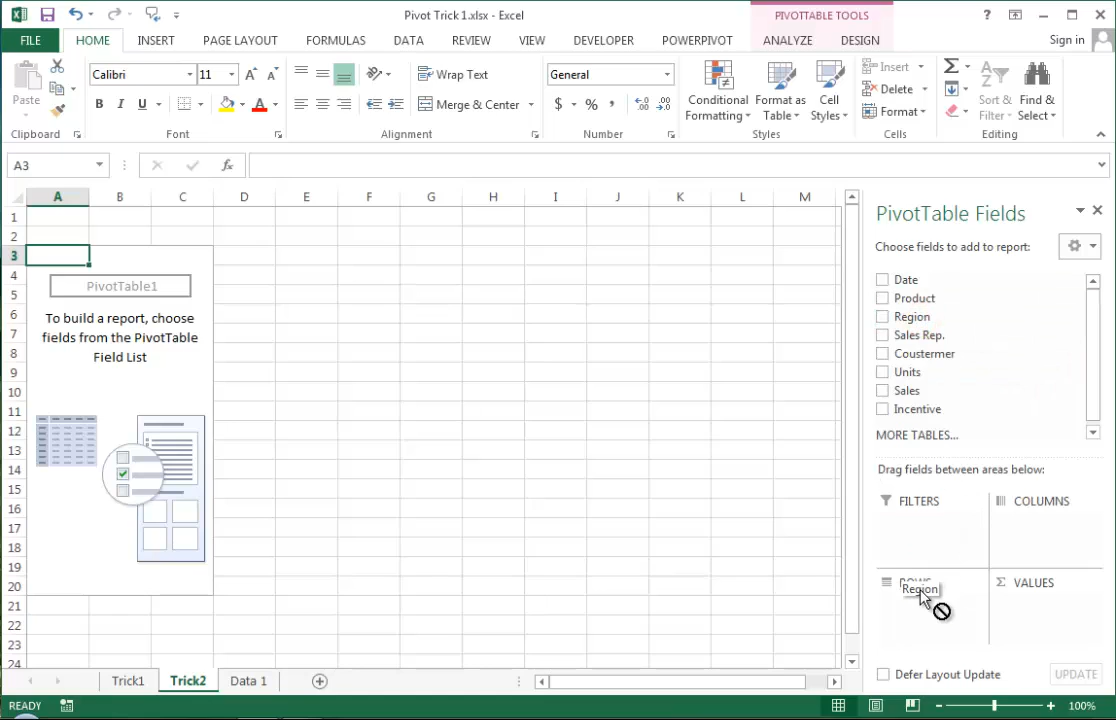 Pivot Trick 1.xlsx - Excel
PIVOTTABLE TOOLS
?
FILE
HOME
INSERT
PAGE LAYOUT
FORMULAS
DATA
REVIEW
VIEW
DEVELOPER
POWERPIVOT
ANALYZE
DESIGN
Sign in
Paste
Calibri
11
B I U
Wrap Text
Merge & Center
General
$ % ,
Conditional
Formatting
Format as
Table
Cell
Styles
Insert
Delete
Format
Sort &
Filter
Find &
Select
Clipboard
Font
Alignment
Number
Styles
Cells
Editing
A3
fx
A B C D E F G H I J K L M
1
2
3
4
5
6
7
8
9
10
11
12
13
14
15
16
17
18
19
20
21
22
23
24
PivotTable1
To build a report, choose
fields from the PivotTable
Field List
PivotTable Fields
Choose fields to add to report:
Date
Product
Region
Sales Rep.
Coustermer
Units
Sales
Incentive
MORE TABLES...
Drag fields between areas below:
FILTERS
COLUMNS
ROWS
Region
VALUES
Defer Layout Update
UPDATE
Trick1
Trick2
Data 1
READY
100%